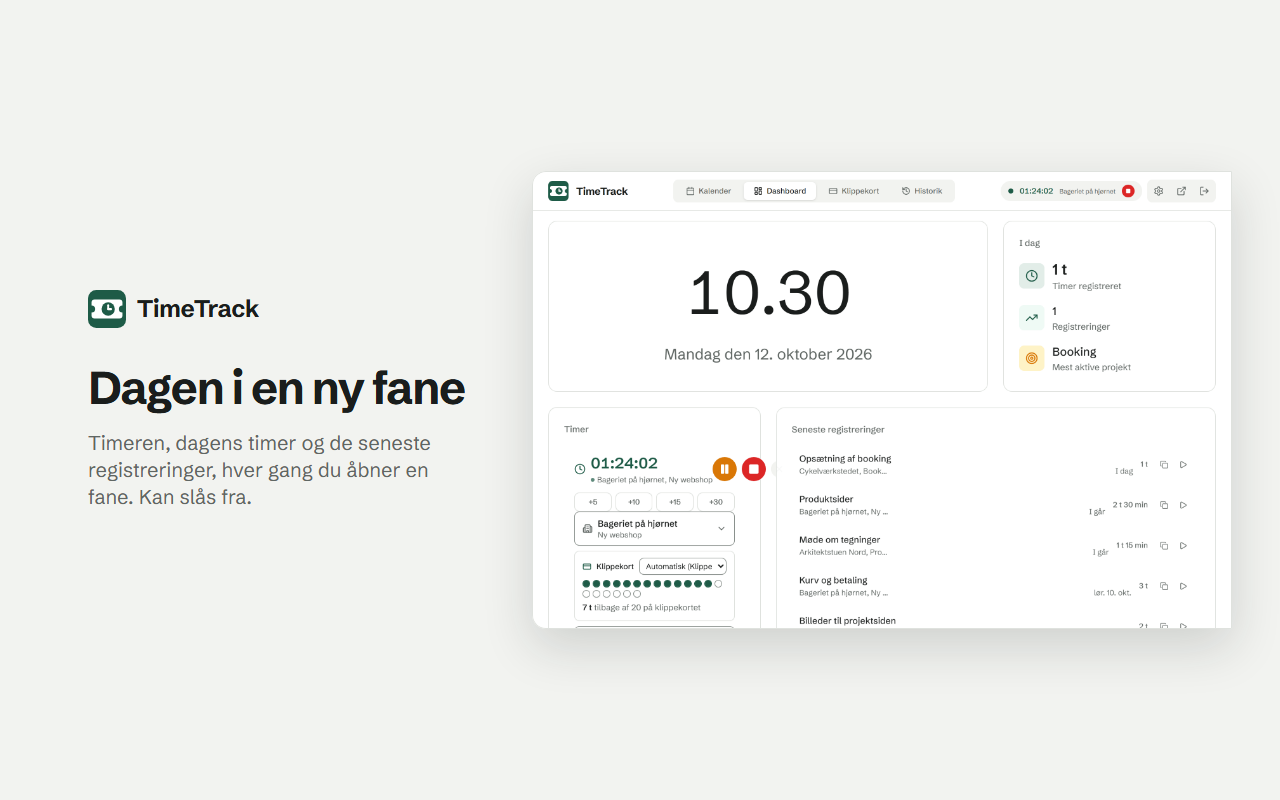 TimeTrack
Dagen i en ny fane
Timeren, dagens timer og de seneste
registreringer, hver gang du åbner en
fane. Kan slås fra.
TimeTrack
Kalender
Dashboard
Klippekort
Historik
01:24:02 Bageriet på hjørnet
10.30
Mandag den 12. oktober 2026
I dag
1 t
Timer registreret
1
Registreringer
Booking
Mest aktive projekt
Timer
01:24:02
Bageriet på hjørnet, Ny webshop
+5 +10 +15 +30
Bageriet på hjørnet
Ny webshop
Klippekort Automatisk (Klippe
7 t tilbage af 20 på klippekortet
Seneste registreringer
Opsætning af booking
Cykelværkstedet, Book...
I dag 1 t
Produktsider
Bageriet på hjørnet, Ny ...
I går 2 t 30 min
Møde om tegninger
Arkitektstuen Nord, Pro...
I går 1 t 15 min
Kurv og betaling
Bageriet på hjørnet, Ny ...
lør. 10. okt. 3 t
Billeder til projektsiden
2 t